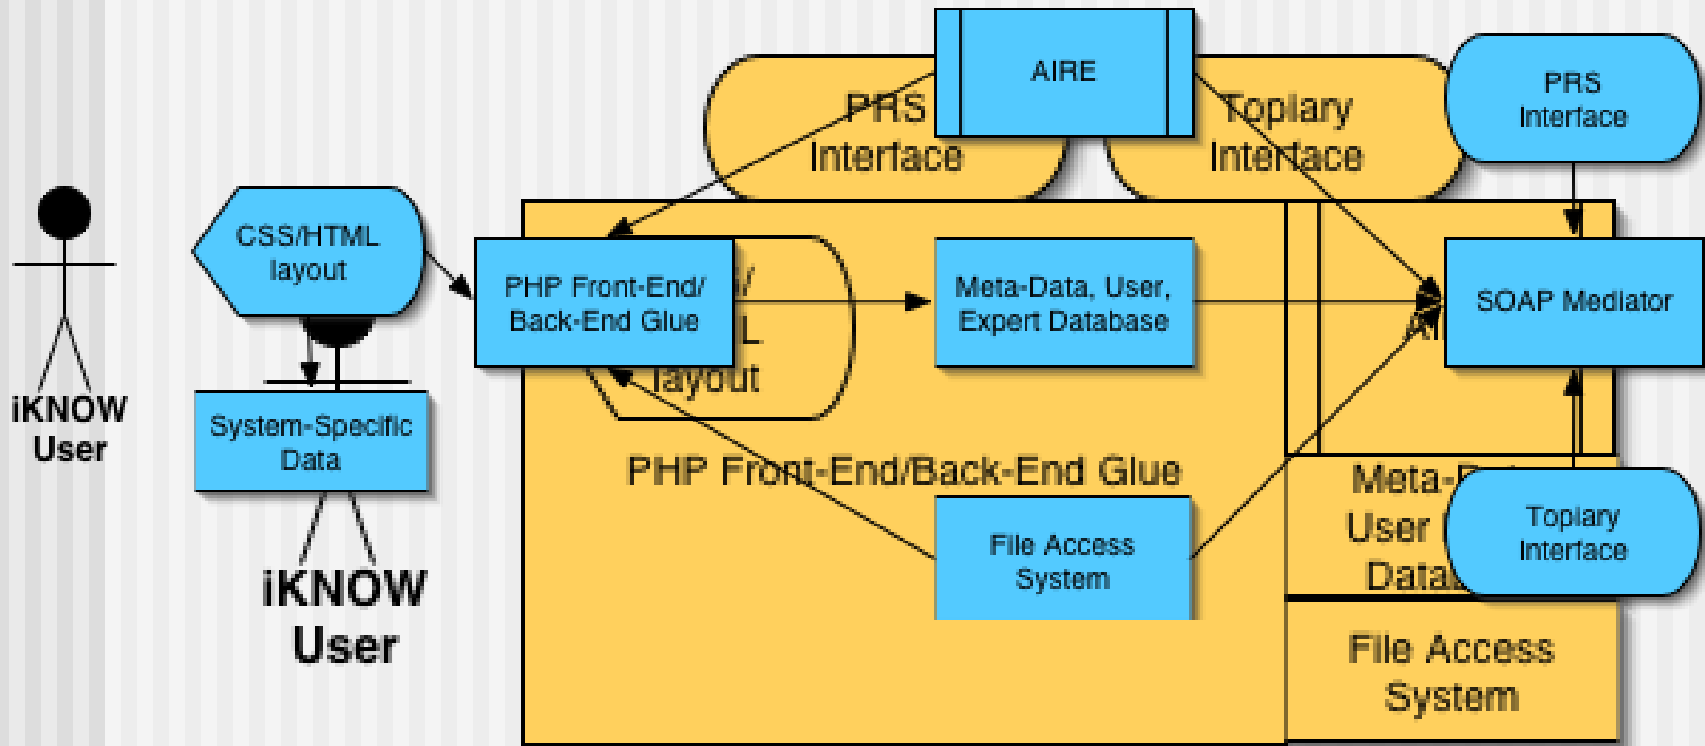 AIRE
PRS
Interface
Topiary
Interface
PRS
Interface
CSS/HTML
layout
PHP Front-End/
Back-End Glue
Meta-Data, User,
Expert Database
SOAP Mediator
layout
iKNOW
User
System-Specific
Data
PHP Front-End/Back-End Glue
User
File Access
System
Topiary
Interface
iKNOW
User
File Access
System